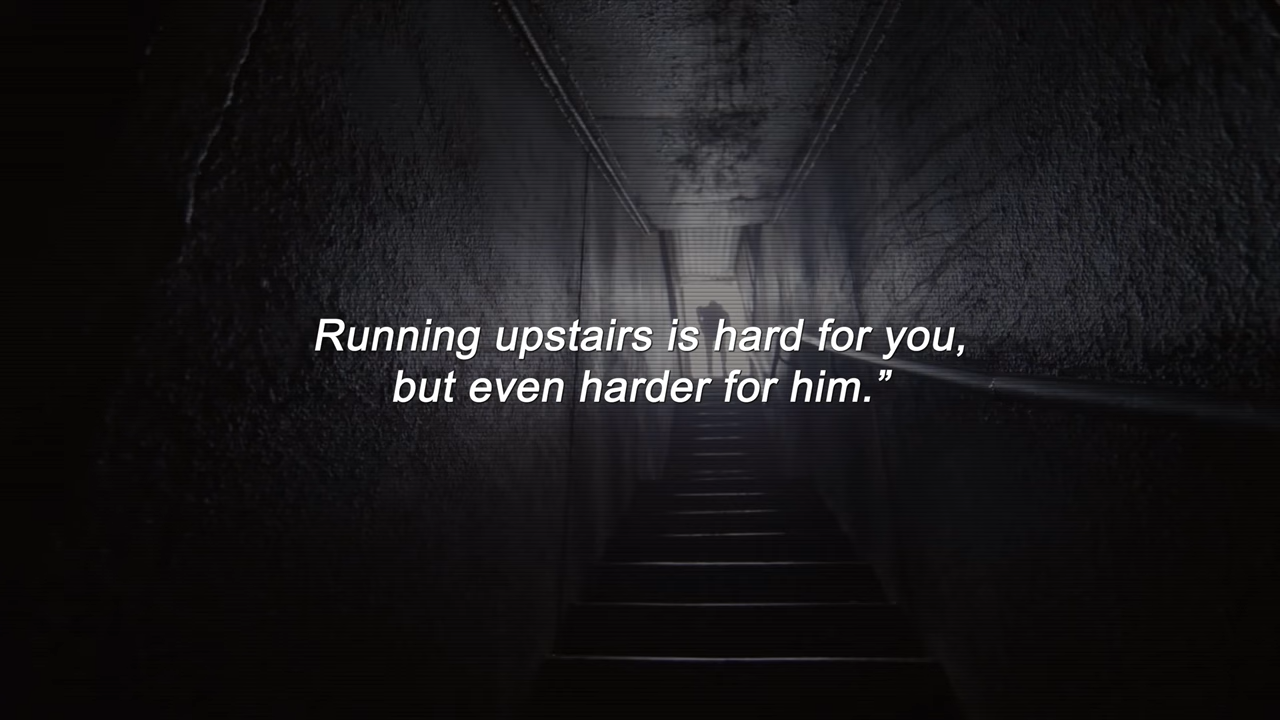 Running upstairs is hard for you,
but even harder for him.”